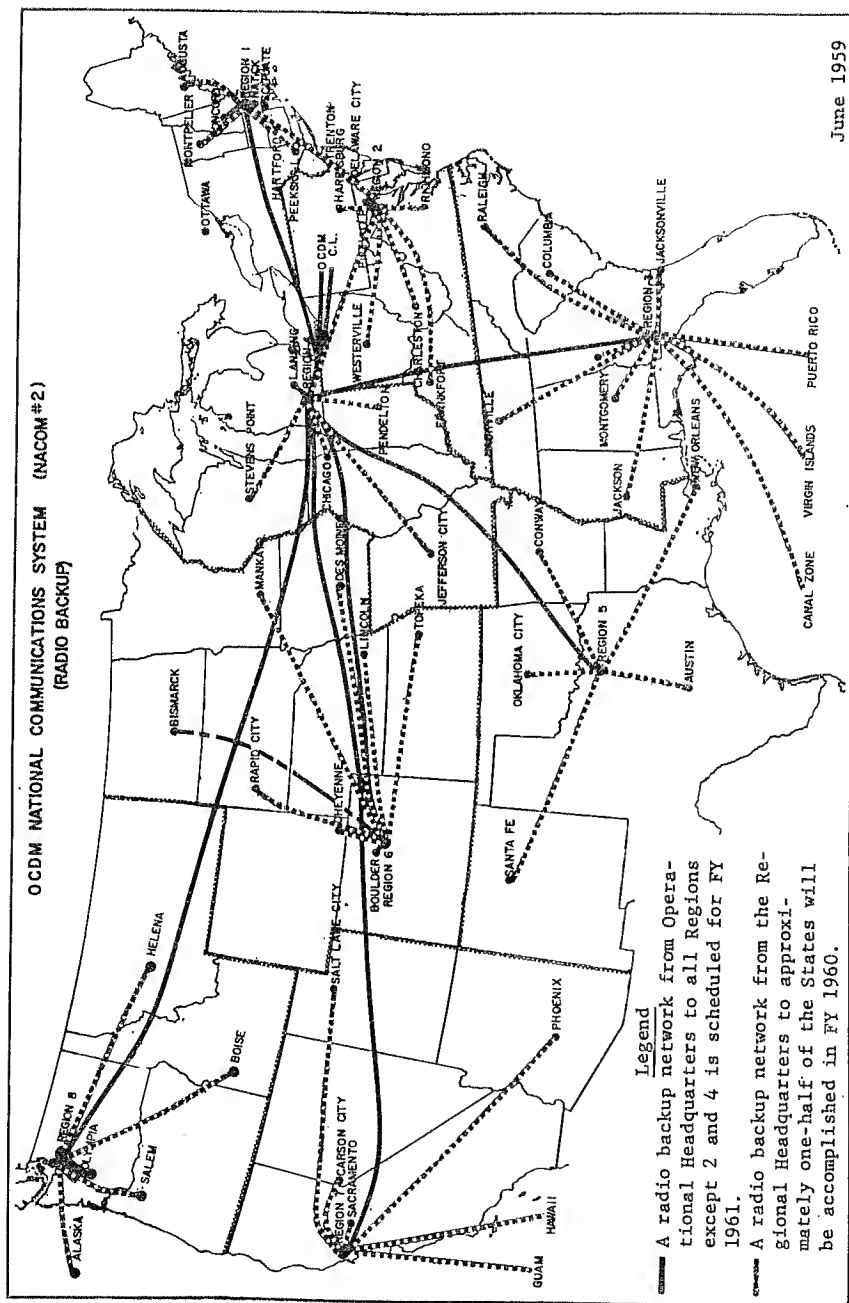 OCDM NATIONAL COMMUNICATIONS SYSTEM (NACOM #2)
(RADIO BACKUP)
ALASKA
REGION 8
OLYMPIA
SALEM
HELENA
BOISE
BISMARCK
RAPID CITY
CHEYENNE
BOULDER
REGION 6
SALT LAKE CITY
REGION 7
CARSON CITY
SACRAMENTO
GUAM
HAWAII
PHOENIX
SANTA FE
STEVENS POINT
LANSING
REGION 4
CHICAGO
DES MOINES
LINCOLN
TOPEKA
JEFFERSON CITY
OTTAWA
MONTPELIER
AUGUSTA
REGION 1
NATICK
HARTFORD
TRENTON
HARRISBURG
DELAWARE CITY
REGION 2
RICHMOND
OCDM
C.L.
WESTERVILLE
PENDELTON
CHARLESTON
FRANKFORT
RALEIGH
COLUMBIA
REGION 3
JACKSONVILLE
MONTGOMERY
JACKSON
NEW ORLEANS
CONWAY
OKLAHOMA CITY
REGION 5
AUSTIN
CANAL ZONE
VIRGIN ISLANDS
PUERTO RICO
Legend
A radio backup network from Opera-
tional Headquarters to all Regions
except 2 and 4 is scheduled for FY
1961.
A radio backup network from the Re-
gional Headquarters to approxi-
mately one-half of the States will
be accomplished in FY 1960.
June 1959